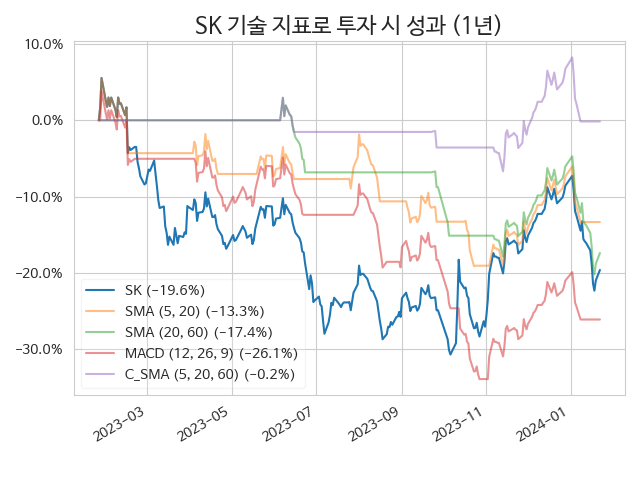 SK 기술 지표로 투자 시 성과 (1년)
10.0%
0.0%
−10.0%
−20.0%
−30.0%
SK (−19.6%)
SMA (5, 20) (−13.3%)
SMA (20, 60) (−17.4%)
MACD (12, 26, 9) (−26.1%)
C_SMA (5, 20, 60) (−0.2%)
2023−03
2023−05
2023−07
2023−09
2023−11
2024−01